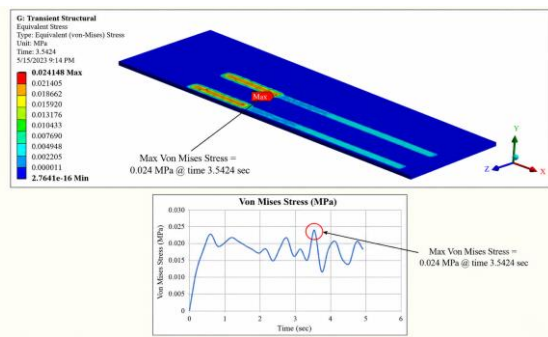 G: Transient Structural
Equivalent Stress
Type: Equivalent (von-Mises) Stress
Unit: MPa
Time: 3.5424
5/15/2023 9:14 PM
0.024148 Max
0.021405
0.018662
0.015920
0.013176
0.010433
0.007690
0.004948
0.002205
0.000011
2.7641e-16 Min
Max
Max Von Mises Stress =
0.024 MPa @ time 3.5424 sec
Y
Z
X
Von Mises Stress (MPa)
Von Mises Stress (MPa)
0.030
0.025
0.020
0.015
0.010
0.005
0.000
0 1 2 3 4 5 6
Time (sec)
Max Von Mises Stress =
0.024 MPa @ time 3.5424 sec